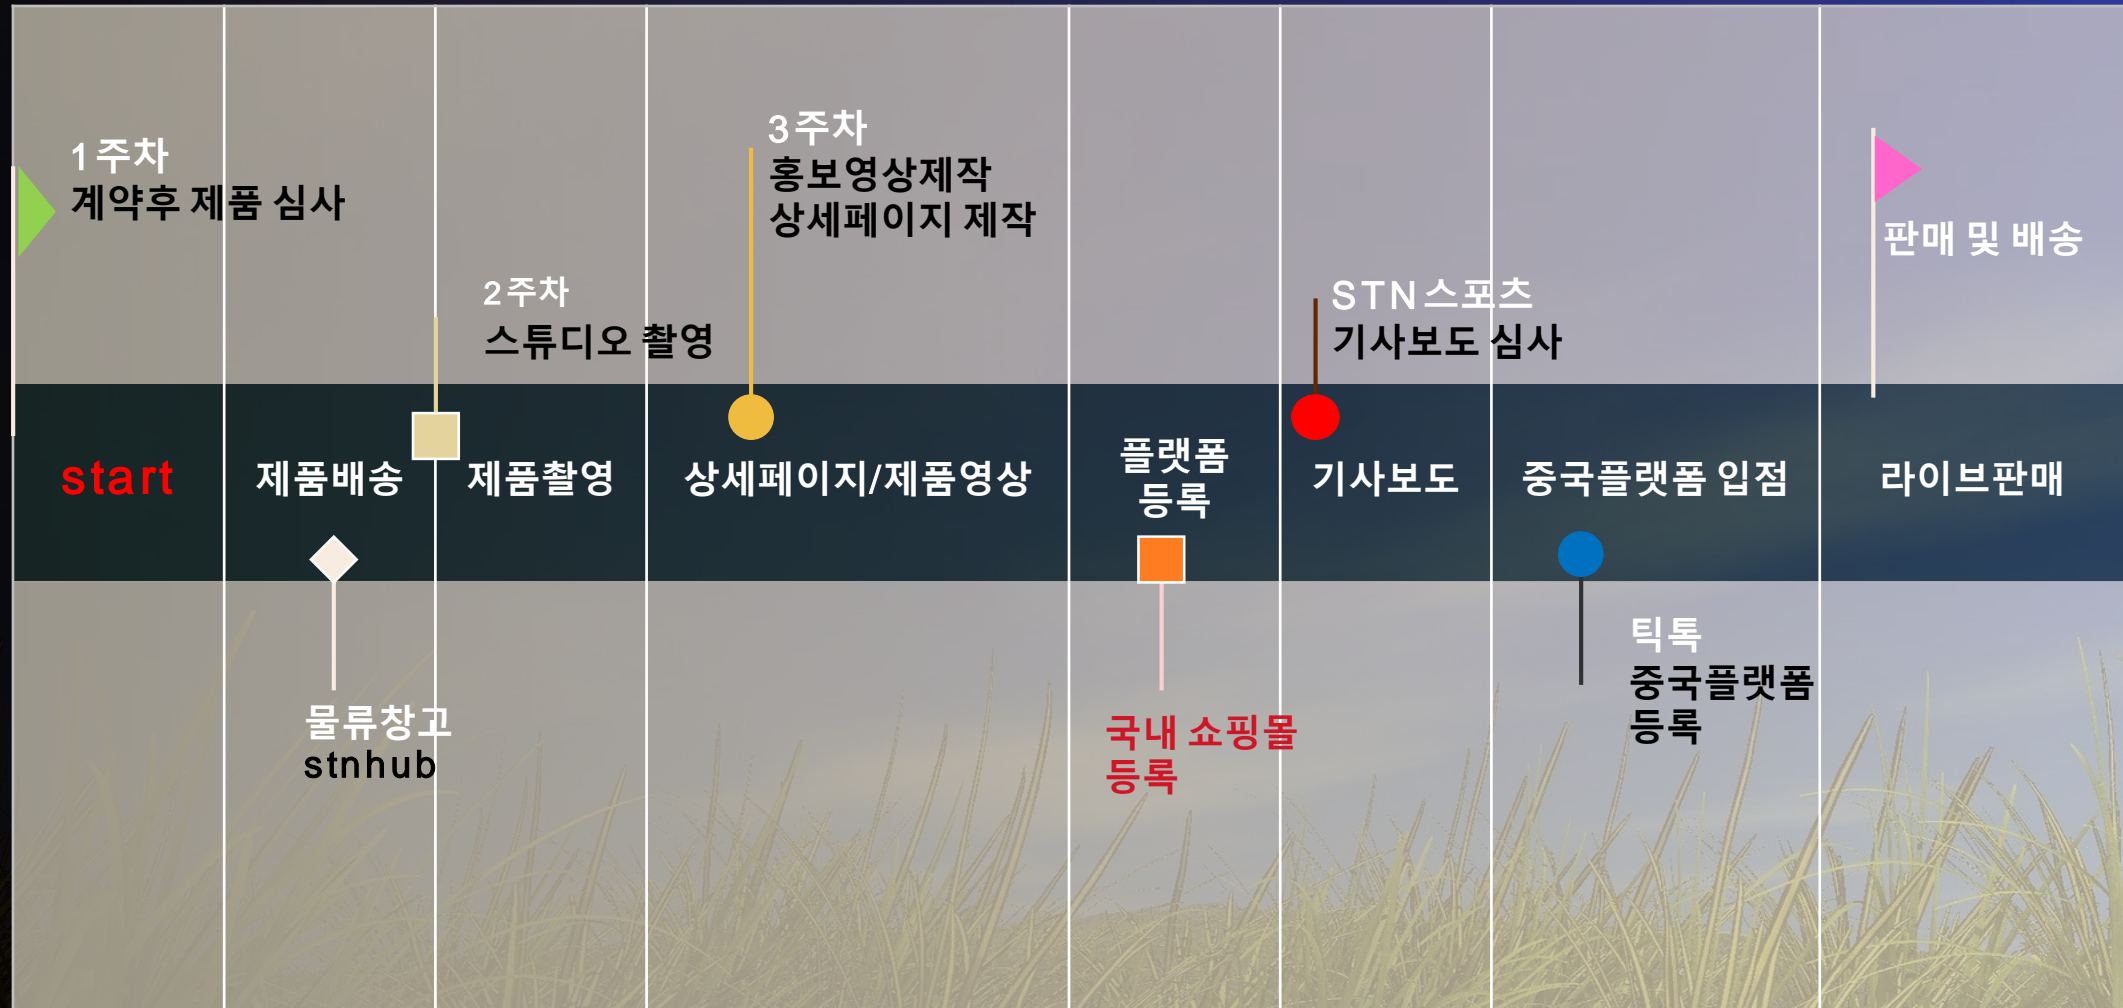 1주차
계약후 제품 심사
3주차
홍보영상제작
상세페이지 제작
2주차
스튜디오 촬영
STN스포츠
기사보도 심사
판매 및 배송
start
제품배송
제품촬영
상세페이지/제품영상
플랫폼
등록
기사보도
중국플랫폼 입점
라이브판매
물류창고
stnhub
국내 쇼핑몰
등록
틱톡
중국플랫폼
등록